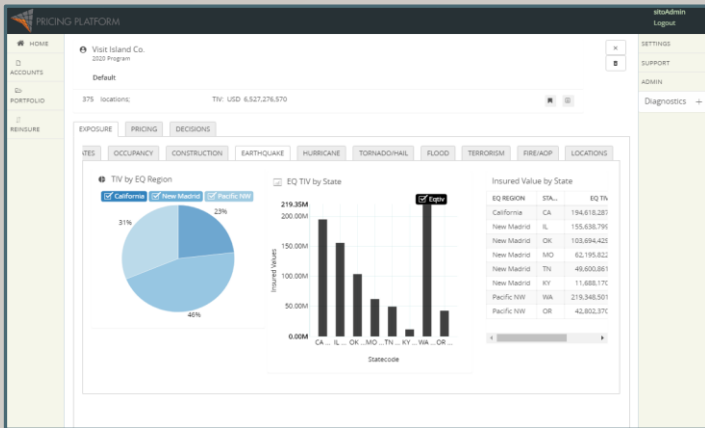 PRICING PLATFORM
sitoAdmin
Logout
HOME
ACCOUNTS
PORTFOLIO
REINSURE
Visit Island Co.
2020 Program
Default
375 locations;
TIV: USD 6,527,276,570
SETTINGS
SUPPORT
ADMIN
Diagnostics +
EXPOSURE
PRICING
DECISIONS
ATES
OCCUPANCY
CONSTRUCTION
EARTHQUAKE
HURRICANE
TORNADO/HAIL
FLOOD
TERRORISM
FIRE/AOP
LOCATIONS
TIV by EQ Region
California
New Madrid
Pacific NW
31%
23%
46%
EQ TIV by State
Eqtiv
219.35M
200.00M
150.00M
100.00M
50.00M
0.00M
Insured Values
CA ... IL ... OK ... MO ... TN ... KY ... WA ... OR ...
Statecode
Insured Value by State
EQ REGION STA... EQ TIV
California CA 194,618,287
New Madrid IL 155,638,799
New Madrid OK 103,694,429
New Madrid MO 62,195,822
New Madrid TN 49,600,861
New Madrid KY 11,688,170
Pacific NW WA 219,348,501
Pacific NW OR 42,802,370